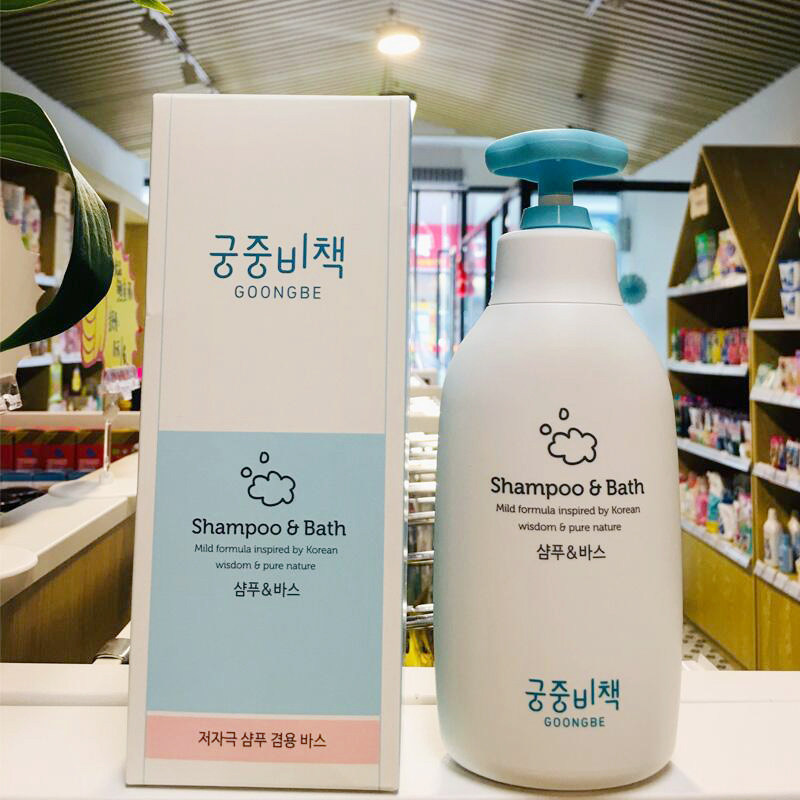 궁중비책
GOONGBE
Shampoo & Bath
Mild formula inspired by Korean
wisdom & pure nature
샴푸&바스
저자극 샴푸 겸용 바스
Shampoo & Bath
Mild formula inspired by Korean
wisdom & pure nature
샴푸&바스
궁중비책
GOONGBE